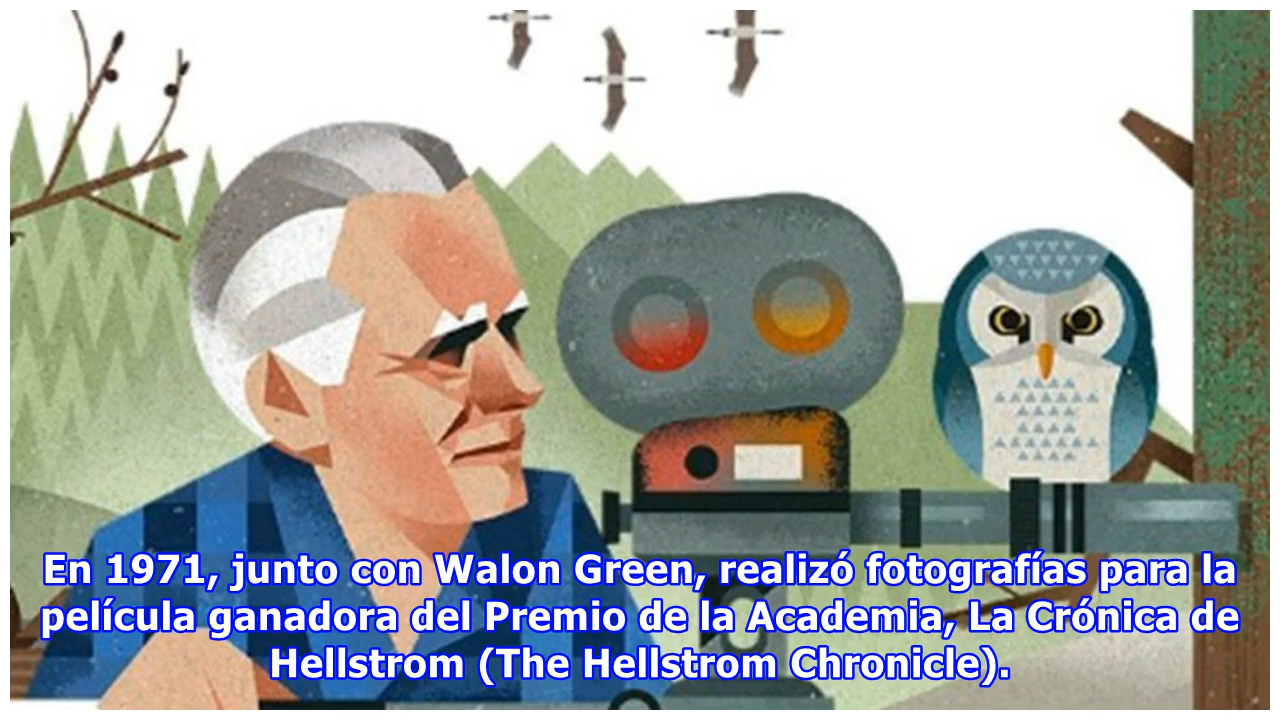 En 1971, junto con Walon Green, realizó fotografías para la
película ganadora del Premio de la Academia, La Crónica de
Hellstrom (The Hellstrom Chronicle).